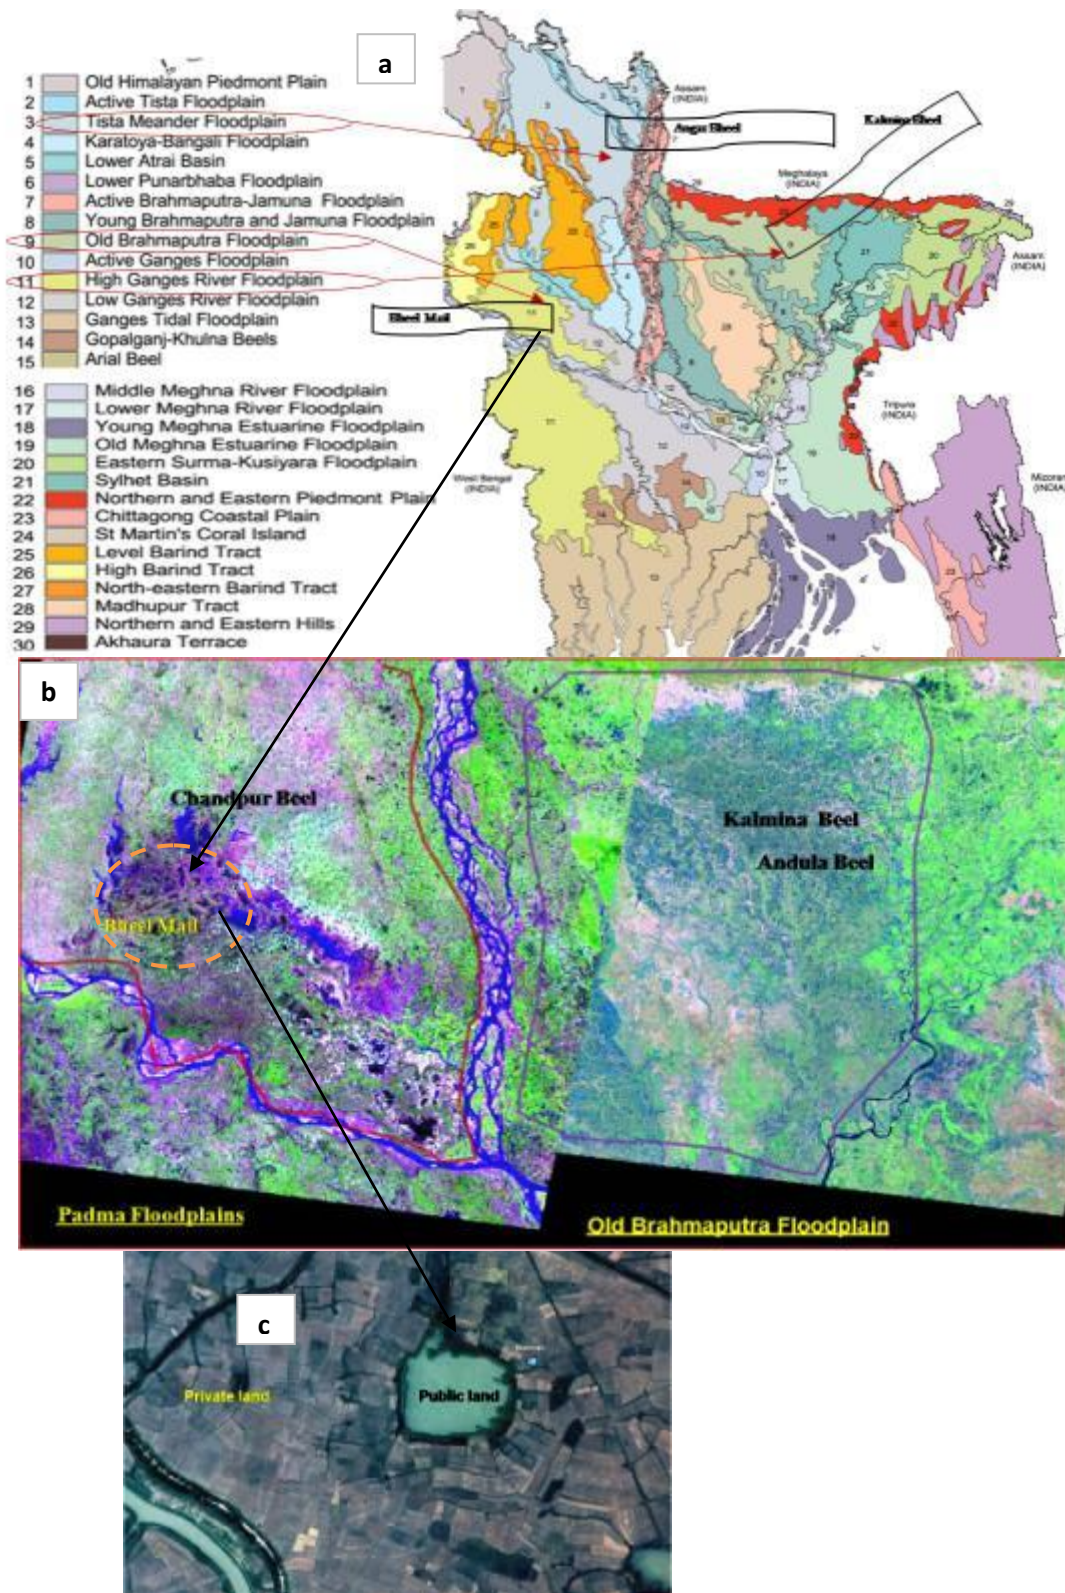 a
1 Old Himalayan Piedmont Plain
2 Active Tista Floodplain
3 Tista Meander Floodplain
4 Karatoya-Bangali Floodplain
5 Lower Atrai Basin
6 Lower Punarbhaba Floodplain
7 Active Brahmaputra-Jamuna Floodplain
8 Young Brahmaputra and Jamuna Floodplain
9 Old Brahmaputra Floodplain
10 Active Ganges Floodplain
11 High Ganges River Floodplain
12 Low Ganges River Floodplain
13 Ganges Tidal Floodplain
14 Gopalganj-Khulna Beels
15 Arial Beel
16 Middle Meghna River Floodplain
17 Lower Meghna River Floodplain
18 Young Meghna Estuarine Floodplain
19 Old Meghna Estuarine Floodplain
20 Eastern Surma-Kusiyara Floodplain
21 Sylhet Basin
22 Northern and Eastern Piedmont Plain
23 Chittagong Coastal Plain
24 St Martin's Coral Island
25 Level Barind Tract
26 High Barind Tract
27 North-eastern Barind Tract
28 Madhupur Tract
29 Northern and Eastern Hills
30 Akhaura Terrace
Assam
(INDIA)
Kalmina Bheel
Meghalaya
(INDIA)
Assam
(INDIA)
Bheel Mail
Tripura
(INDIA)
West Bengal
(INDIA)
Mizoram
(INDIA)
b
Chandpur Beel
Bheel Mail
Kalmina Beel
Andula Beel
Padma Floodplains
Old Brahmaputra Floodplain
c
Private land
Public land